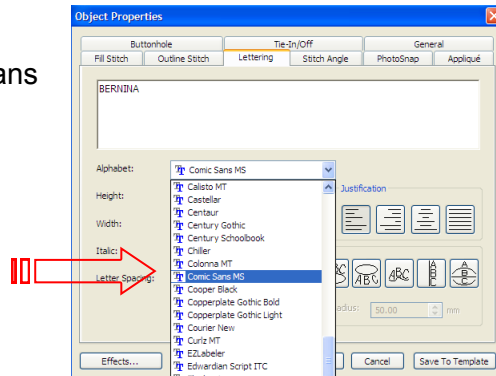 Object Properties
ans
Buttonhole Tie-In/Off General
Fill Stitch Outline Stitch Lettering Stitch Angle PhotoSnap Appliqué
BERNINA
Alphabet: Comic Sans MS
Calisto MT
Justification
Castellar
Height:
Centaur
Century Gothic
Width:
Century Schoolbook
Italic: Chiller
Colonna MT
Letter Spacing: Comic Sans MS
ABC
Cooper Black
Copperplate Gothic Bold
Copperplate Gothic Light
adius: 50.00 mm
Courier New
Curlz MT
EZLabeler
Effects... Cancel Save To Template
Edwardian Script ITC